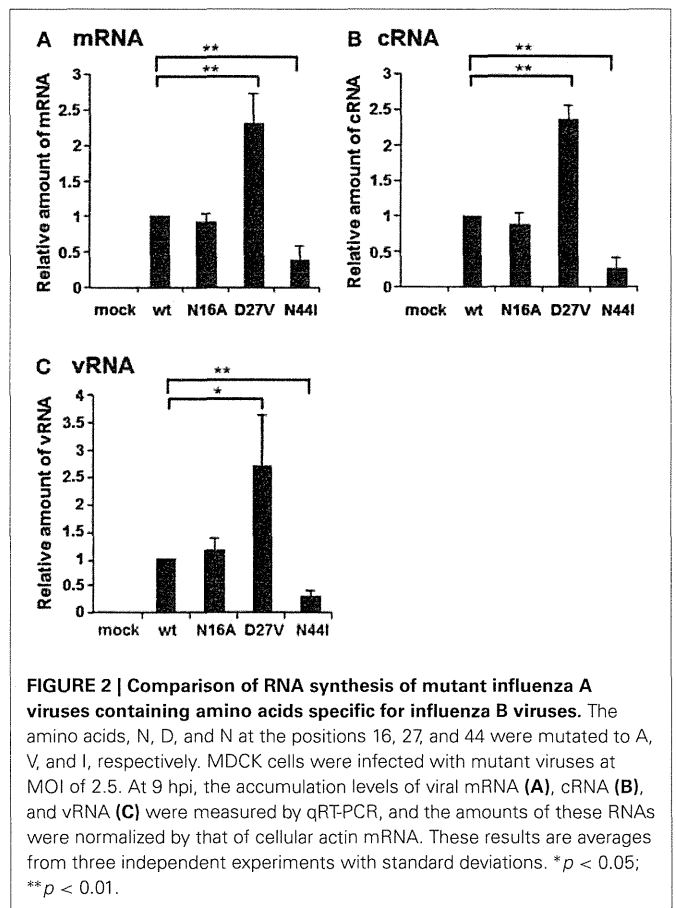 A mRNA
**
**
Relative amount of mRNA
3
2.5
2
1.5
1
0.5
0
mock wt N16A D27V N44I
B cRNA
**
**
Relative amount of cRNA
3
2.5
2
1.5
1
0.5
0
mock wt N16A D27V N44I
C vRNA
**
*
Relative amount of vRNA
4
3.5
3
2.5
2
1.5
1
0.5
0
mock wt N16A D27V N44I
FIGURE 2 | Comparison of RNA synthesis of mutant influenza A
viruses containing amino acids specific for influenza B viruses. The
amino acids, N, D, and N at the positions 16, 27, and 44 were mutated to A,
V, and I, respectively. MDCK cells were infected with mutant viruses at
MOI of 2.5. At 9 hpi, the accumulation levels of viral mRNA (A), cRNA (B),
and vRNA (C) were measured by qRT-PCR, and the amounts of these RNAs
were normalized by that of cellular actin mRNA. These results are averages
from three independent experiments with standard deviations. *p < 0.05;
**p < 0.01.